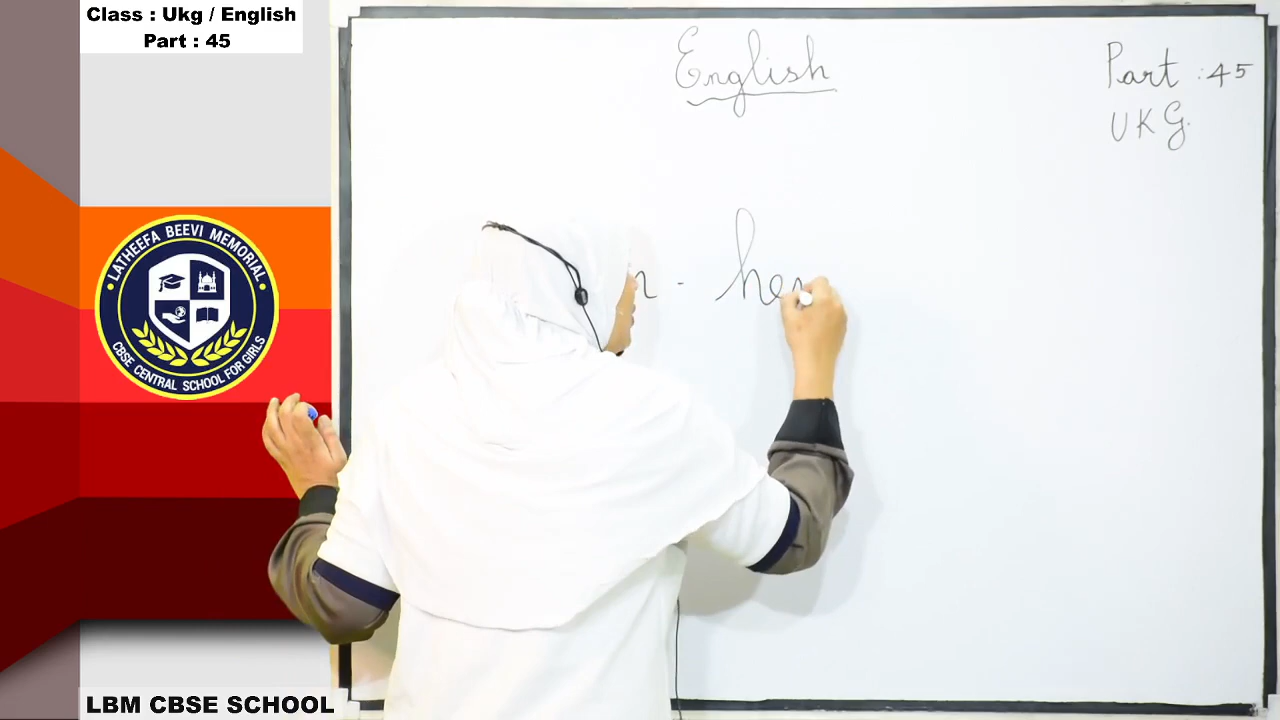 Class : Ukg / English
Part : 45
English
Part : 45
UKG.
LATHEEFA BEEVI MEMORIAL
CBSE CENTRAL SCHOOL FOR GIRLS
LBM CBSE SCHOOL